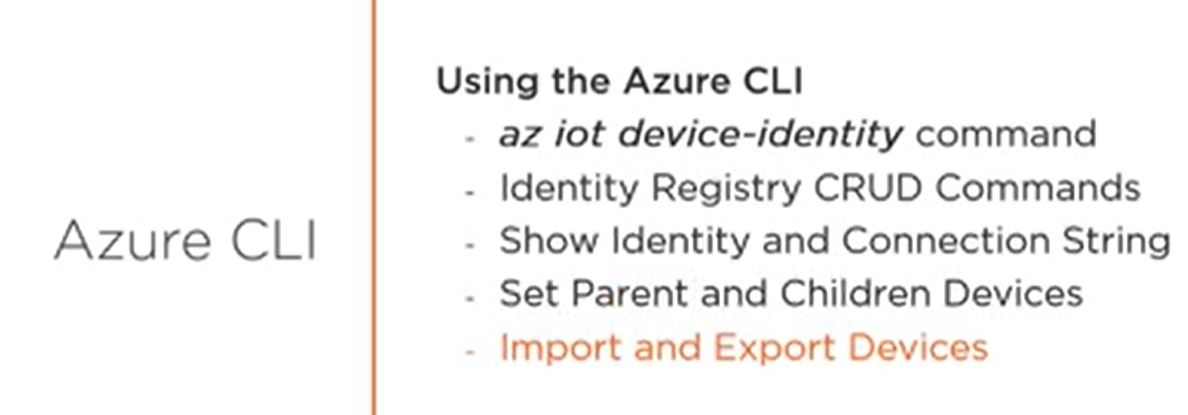 Azure CLI
Using the Azure CLI
- az iot device-identity command
- Identity Registry CRUD Commands
- Show Identity and Connection String
- Set Parent and Children Devices
- Import and Export Devices